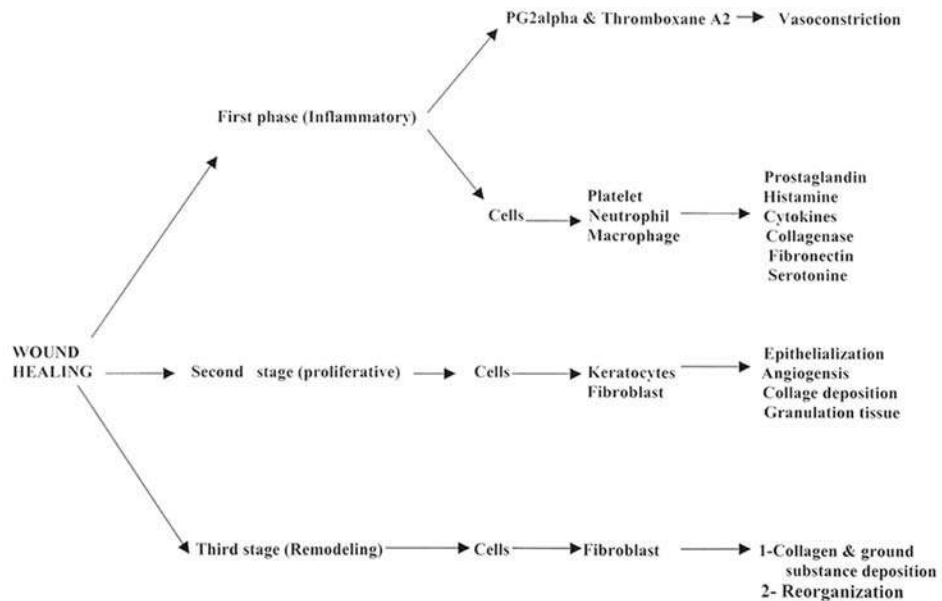 PG2alpha & Thromboxane A2 Vasoconstriction
First phase (Inflammatory)
Cells
Platelet
Neutrophil
Macrophage
Prostaglandin
Histamine
Cytokines
Collagenase
Fibronectin
Serotonine
WOUND
HEALING
Second stage (proliferative)
Cells
Keratocytes
Fibroblast
Epithelialization
Angiogensis
Collage deposition
Granulation tissue
Third stage (Remodeling)
Cells
Fibroblast
1-Collagen & ground
substance deposition
2- Reorganization